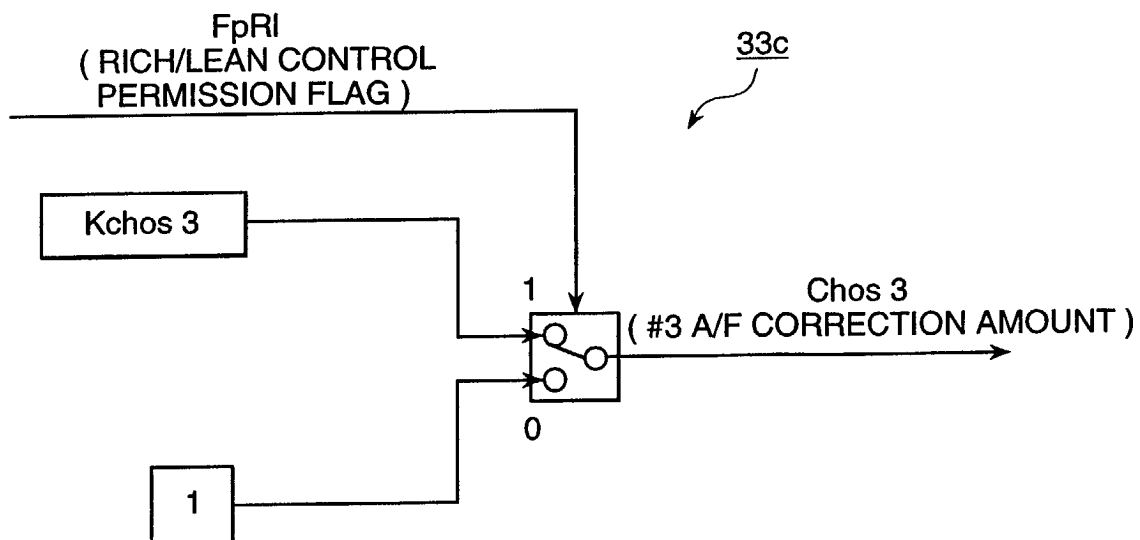 FpRl
( RICH/LEAN CONTROL
PERMISSION FLAG )
33c
Kchos 3
1
Chos 3
( #3 A/F CORRECTION AMOUNT )
0
1